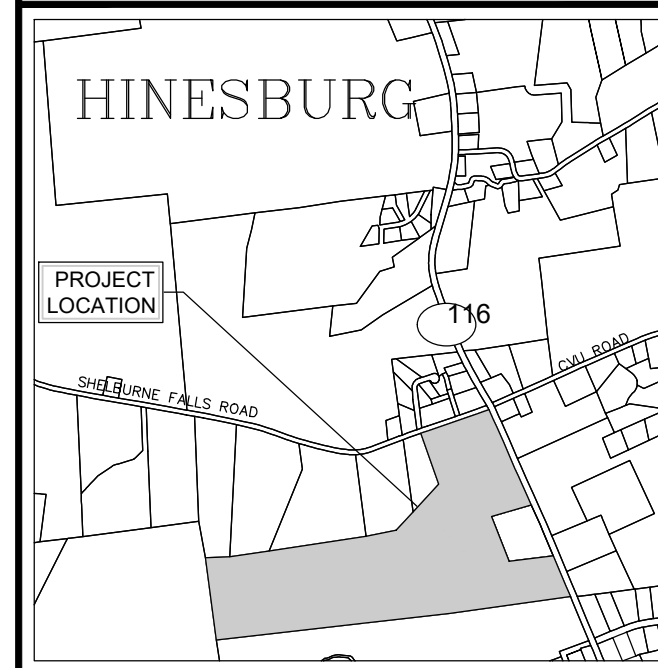 HINESBURG
PROJECT
LOCATION
116
CVU ROAD
SHELBURNE FALLS ROAD